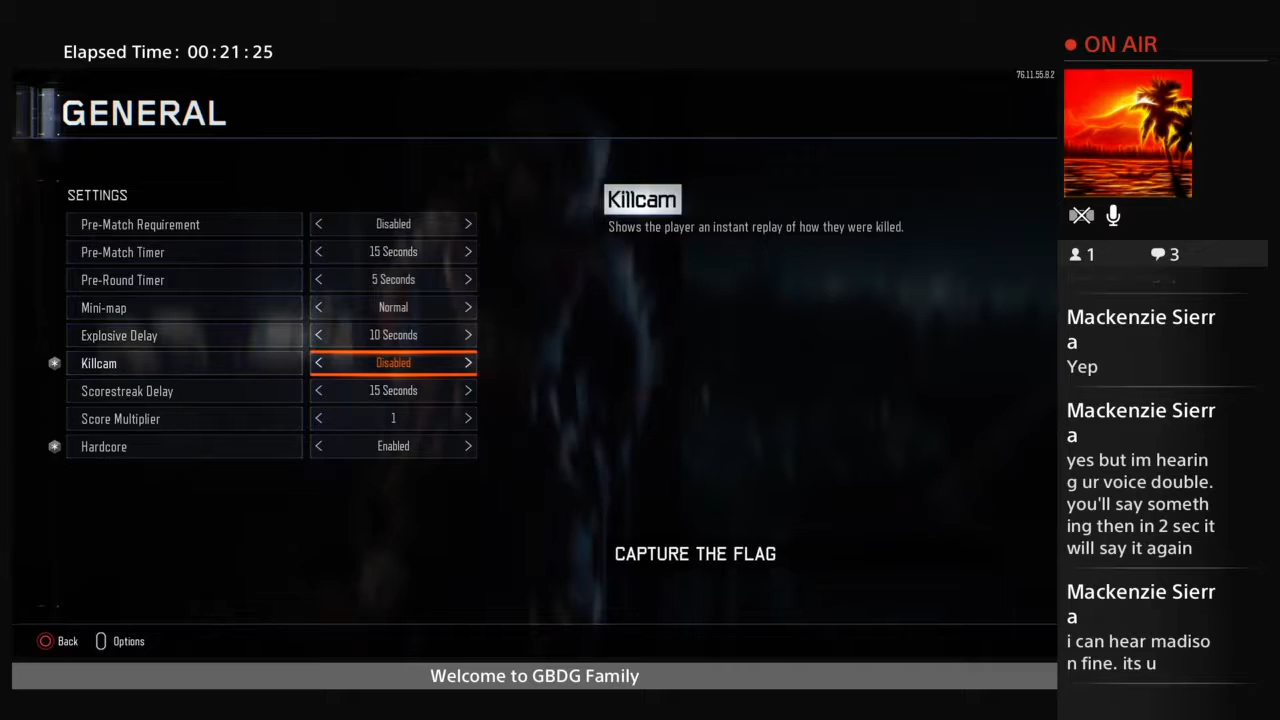 Elapsed Time: 00:21:25
ON AIR
76.11.55.8.2
GENERAL
SETTINGS
Pre-Match Requirement Disabled
Pre-Match Timer 15 Seconds
Pre-Round Timer 5 Seconds
Mini-map Normal
Explosive Delay 10 Seconds
Killcam Disabled
Scorestreak Delay 15 Seconds
Score Multiplier 1
Hardcore Enabled
Killcam
Shows the player an instant replay of how they were killed.
CAPTURE THE FLAG
Back Options
Welcome to GBDG Family
1 3
Mackenzie Sierr
a
Yep
Mackenzie Sierr
a
yes but im hearin
g ur voice double.
you'll say someth
ing then in 2 sec it
will say it again
Mackenzie Sierr
a
i can hear madiso
n fine. its u